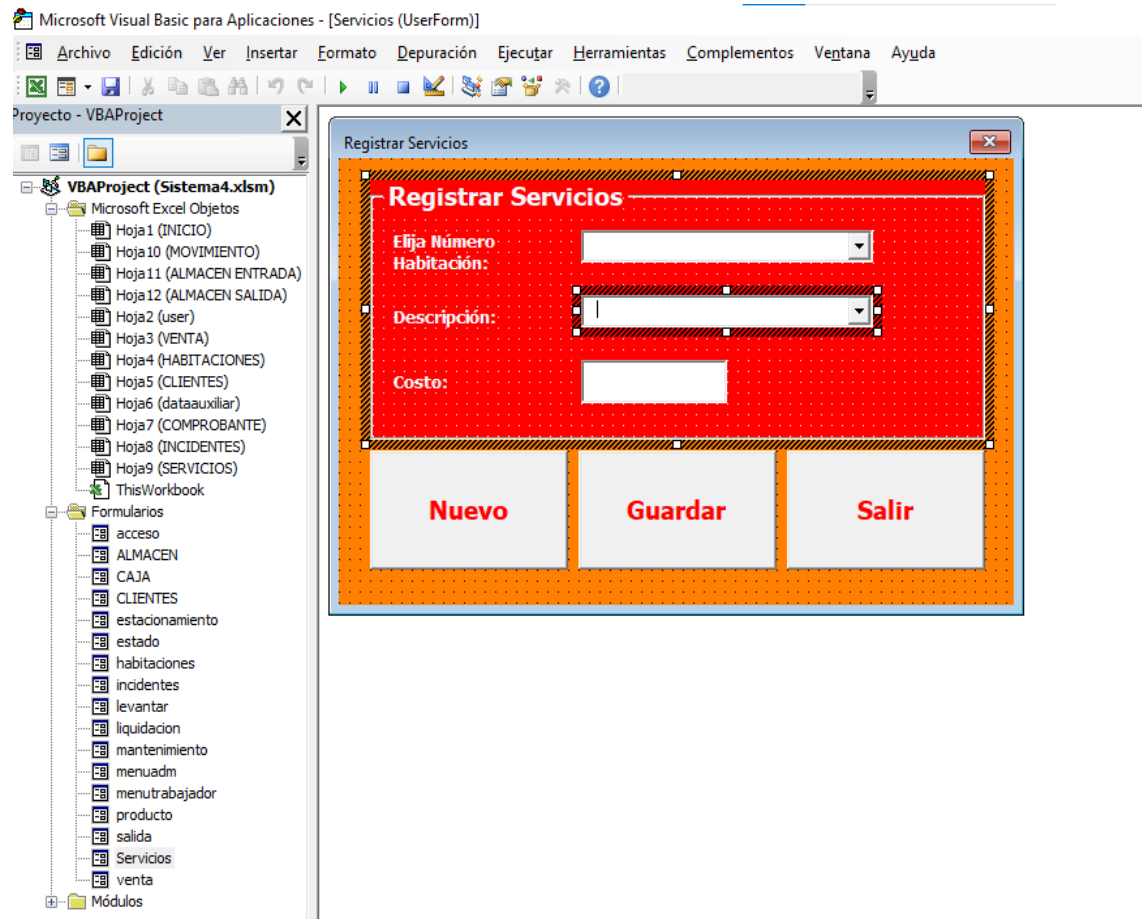 Microsoft Visual Basic para Aplicaciones - [Servicios (UserForm)]
Archivo Edición Ver Insertar Formato Depuración Ejecutar Herramientas Complementos Ventana Ayuda
Proyecto - VBAProject
VBAProject (Sistema4.xlsm)
Microsoft Excel Objetos
Hoja1 (INICIO)
Hoja10 (MOVIMIENTO)
Hoja11 (ALMACEN ENTRADA)
Hoja12 (ALMACEN SALIDA)
Hoja2 (user)
Hoja3 (VENTA)
Hoja4 (HABITACIONES)
Hoja5 (CLIENTES)
Hoja6 (dataauxiliar)
Hoja7 (COMPROBANTE)
Hoja8 (INCIDENTES)
Hoja9 (SERVICIOS)
ThisWorkbook
Formularios
acceso
ALMACEN
CAJA
CLIENTES
estacionamiento
estado
habitaciones
incidentes
levantar
liquidacion
mantenimiento
menuadm
menutrabajador
producto
salida
Servicios
venta
Módulos
Registrar Servicios
Registrar Servicios
Elija Número
Habitación:
Descripción:
Costo:
Nuevo
Guardar
Salir